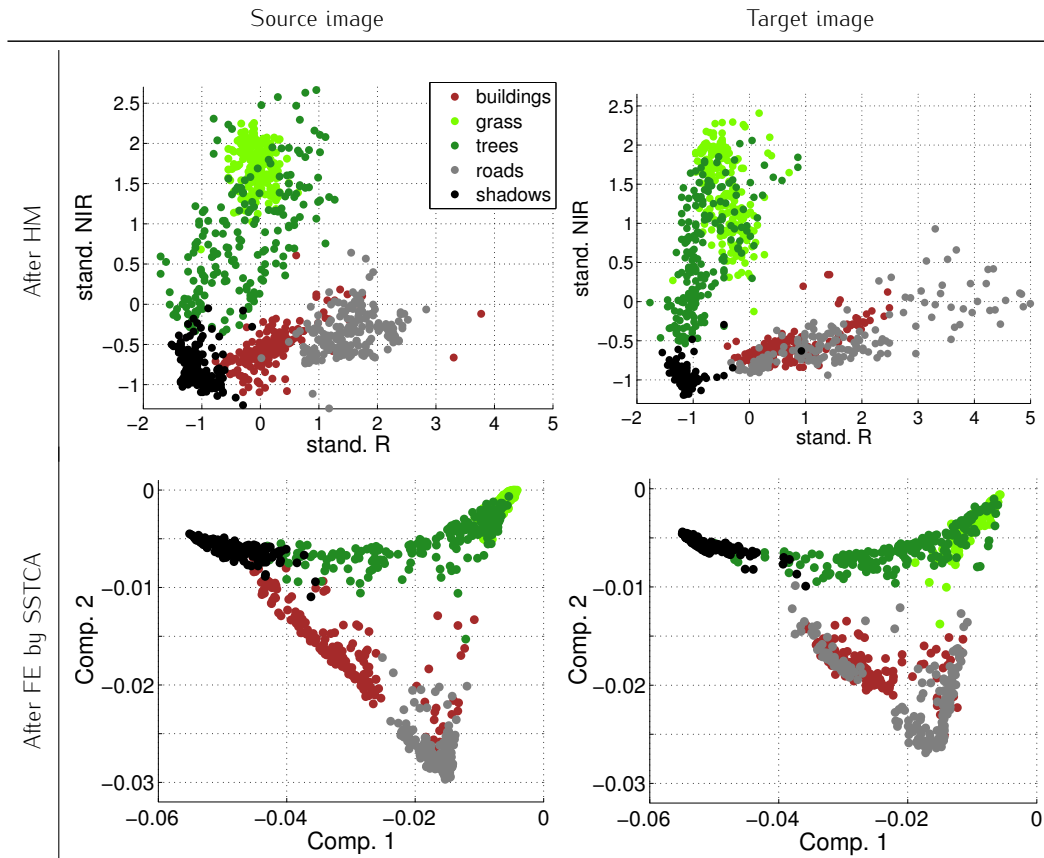 Source image
Target image
After HM
stand. NIR
2.5
2
1.5
1
0.5
0
−0.5
−1
−2
−1
0
1
2
3
4
5
stand. R
buildings
grass
trees
roads
shadows
stand. NIR
2.5
2
1.5
1
0.5
0
−0.5
−1
−2
−1
0
1
2
3
4
5
stand. R
After FE by SSTCA
Comp. 2
0
−0.01
−0.02
−0.03
−0.06
−0.04
−0.02
0
Comp. 1
Comp. 2
0
−0.01
−0.02
−0.03
−0.06
−0.04
−0.02
0
Comp. 1